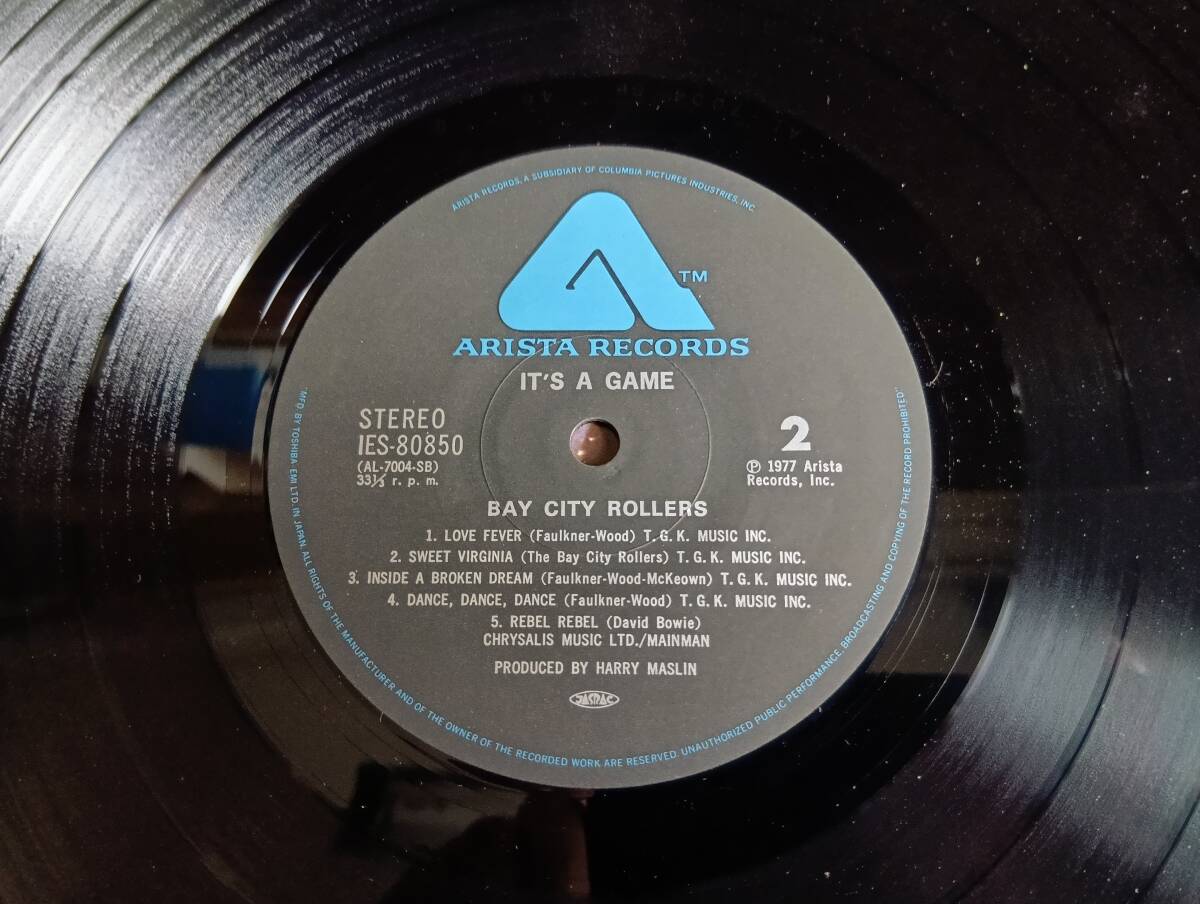 ARISTA RECORDS, A SUBSIDIARY OF COLUMBIA PICTURES INDUSTRIES, INC.
TM
ARISTA RECORDS
IT'S A GAME
STEREO
IES-80850
(AL-7004-SB)
33⅓ r. p. m.
2
Ⓟ 1977 Arista
Records, Inc.
BAY CITY ROLLERS
1. LOVE FEVER (Faulkner-Wood) T. G. K. MUSIC INC.
2. SWEET VIRGINIA (The Bay City Rollers) T. G. K. MUSIC INC.
3. INSIDE A BROKEN DREAM (Faulkner-Wood-McKeown) T. G. K. MUSIC INC.
4. DANCE, DANCE, DANCE (Faulkner-Wood) T. G. K. MUSIC INC.
5. REBEL REBEL (David Bowie)
CHRYSALIS MUSIC LTD./MAINMAN
PRODUCED BY HARRY MASLIN
JASRAC
"MFD. BY TOSHIBA EMI LTD. IN JAPAN. ALL RIGHTS OF THE MANUFACTURER AND OF THE OWNER OF THE RECORDED WORK ARE RESERVED. UNAUTHORIZED PUBLIC PERFORMANCE, BROADCASTING AND COPYING OF THE RECORD PROHIBITED"